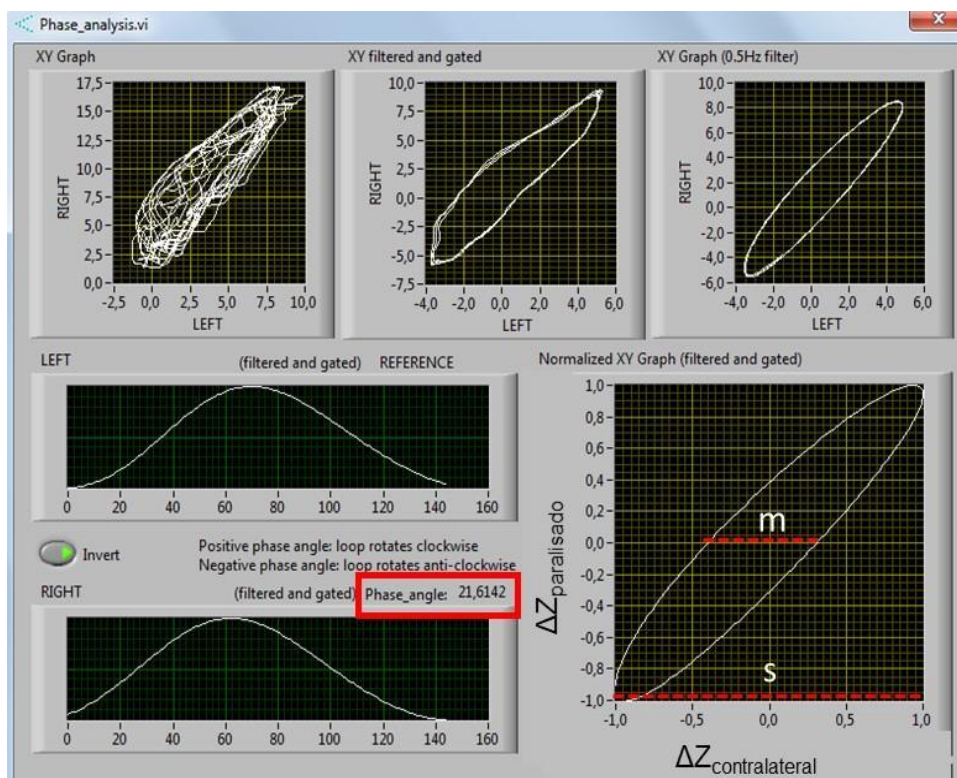 Phase_analysis.vi
x
XY Graph
17,5
15,0
12,5
10,0
7,5
5,0
2,5
0,0
RIGHT
-2,5 0,0 2,5 5,0 7,5 10,0
LEFT
XY filtered and gated
10,0
7,5
5,0
2,5
0,0
-2,5
-5,0
-7,5
RIGHT
-4,0 -2,0 0,0 2,0 4,0 6,0
LEFT
XY Graph (0.5Hz filter)
10,0
8,0
6,0
4,0
2,0
0,0
-2,0
-4,0
-6,0
RIGHT
-4,0 -2,0 0,0 2,0 4,0 6,0
LEFT
LEFT (filtered and gated) REFERENCE
0 20 40 60 80 100 120 140 160
Invert
Positive phase angle: loop rotates clockwise
Negative phase angle: loop rotates anti-clockwise
RIGHT (filtered and gated) Phase_angle: 21,6142
0 20 40 60 80 100 120 140 160
Normalized XY Graph (filtered and gated)
1,0
0,8
0,6
0,4
0,2
0,0
-0,2
-0,4
-0,6
-0,8
-1,0
ΔZparalisado
m
s
-1,0 -0,5 0,0 0,5 1,0
ΔZcontralateral